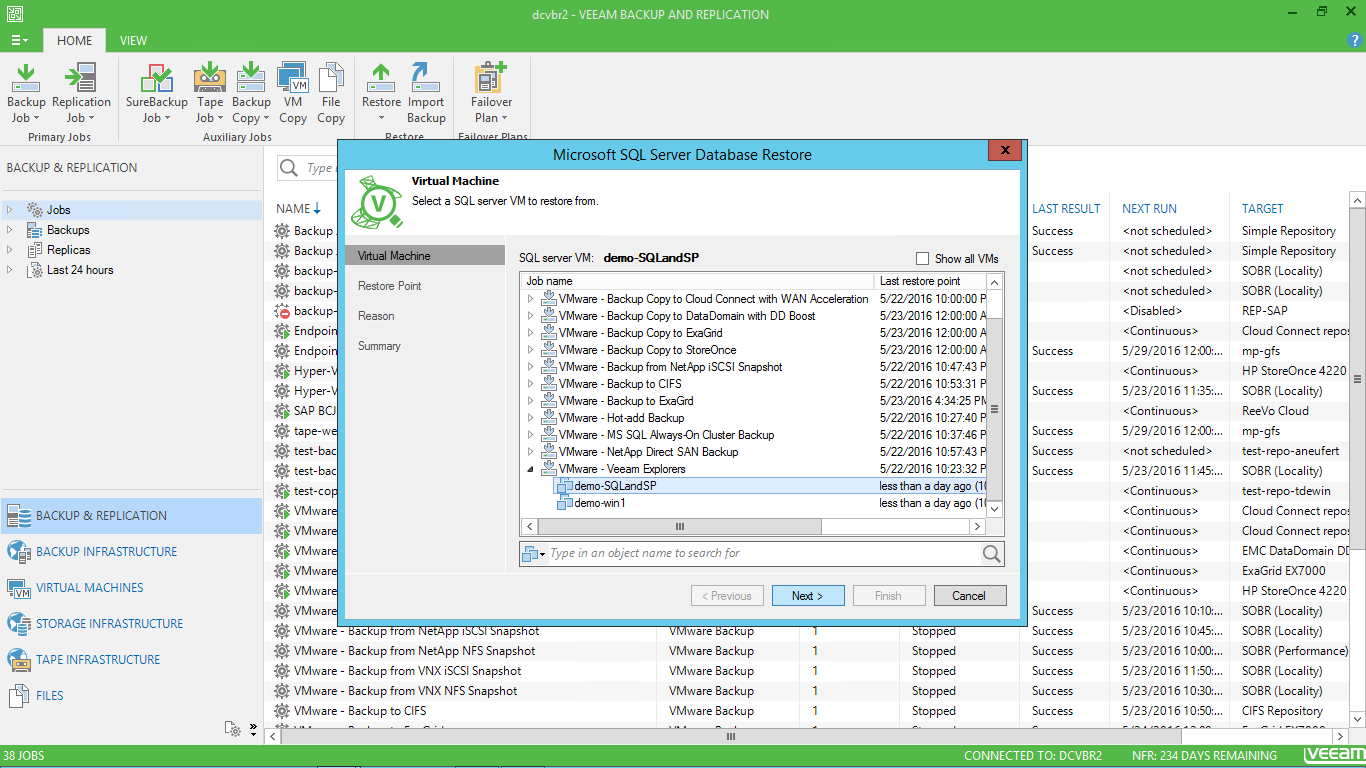 dcvbr2 - VEEAM BACKUP AND REPLICATION
HOME VIEW
Backup Job
Replication Job
SureBackup Job
Tape Job
Backup Copy
VM Copy
File Copy
Restore
Import Backup
Failover Plan
Primary Jobs Auxiliary Jobs Restore Failover Plans
BACKUP & REPLICATION
Jobs
Backups
Replicas
Last 24 hours
BACKUP & REPLICATION
BACKUP INFRASTRUCTURE
VIRTUAL MACHINES
STORAGE INFRASTRUCTURE
TAPE INFRASTRUCTURE
FILES
Type
NAME LAST RESULT NEXT RUN TARGET
Backup Success <not scheduled> Simple Repository
Backup Success <not scheduled> Simple Repository
backup- Success <not scheduled> SOBR (Locality)
backup- Success <not scheduled> SOBR (Locality)
backup- <Disabled> REP-SAP
Endpoin <Continuous> Cloud Connect repos
Endpoin Success 5/29/2016 12:00:... mp-gfs
Hyper-V <Continuous> HP StoreOnce 4220
Hyper-V Success 5/23/2016 11:35:... SOBR (Locality)
SAP BCJ <Continuous> ReeVo Cloud
tape-we Success 5/29/2016 12:00:... mp-gfs
test-bac Success <not scheduled> test-repo-aneufert
test-bac Success 5/23/2016 11:45:... SOBR (Locality)
test-cop <Continuous> test-repo-tdewin
VMware <Continuous> Cloud Connect repos
VMware <Continuous> Cloud Connect repos
VMware <Continuous> EMC DataDomain DD
VMware <Continuous> ExaGrid EX7000
VMware <Continuous> HP StoreOnce 4220
VMware Success 5/23/2016 10:10:... SOBR (Locality)
VMware - Backup from NetApp iSCSI Snapshot VMware Backup 1 Stopped Success 5/23/2016 10:45:... SOBR (Locality)
VMware - Backup from NetApp NFS Snapshot VMware Backup 1 Stopped Success 5/23/2016 10:00:... SOBR (Performance)
VMware - Backup from VNX iSCSI Snapshot VMware Backup 1 Stopped Success 5/23/2016 11:50:... SOBR (Locality)
VMware - Backup from VNX NFS Snapshot VMware Backup 1 Stopped Success 5/23/2016 10:30:... SOBR (Locality)
VMware - Backup to CIFS VMware Backup 1 Stopped Success 5/23/2016 10:50:... CIFS Repository
Microsoft SQL Server Database Restore
X
Virtual Machine
Select a SQL server VM to restore from.
Virtual Machine
Restore Point
Reason
Summary
SQL server VM: demo-SQLandSP Show all VMs
Job name Last restore point
VMware - Backup Copy to Cloud Connect with WAN Acceleration 5/22/2016 10:00:00 P
VMware - Backup Copy to DataDomain with DD Boost 5/23/2016 12:00:00 A
VMware - Backup Copy to ExaGrid 5/23/2016 12:00:00 A
VMware - Backup Copy to StoreOnce 5/23/2016 12:00:00 A
VMware - Backup from NetApp iSCSI Snapshot 5/22/2016 10:47:43 P
VMware - Backup to CIFS 5/22/2016 10:53:31 P
VMware - Backup to ExaGrd 5/23/2016 4:34:25 PM
VMware - Hot-add Backup 5/22/2016 10:27:40 P
VMware - MS SQL Always-On Cluster Backup 5/22/2016 10:37:46 P
VMware - NetApp Direct SAN Backup 5/22/2016 10:57:43 P
VMware - Veeam Explorers 5/22/2016 10:23:32 P
demo-SQLandSP less than a day ago (10
demo-win1 less than a day ago (10
Type in an object name to search for
< Previous Next > Finish Cancel
38 JOBS CONNECTED TO: DCVBR2 NFR: 234 DAYS REMAINING veeam